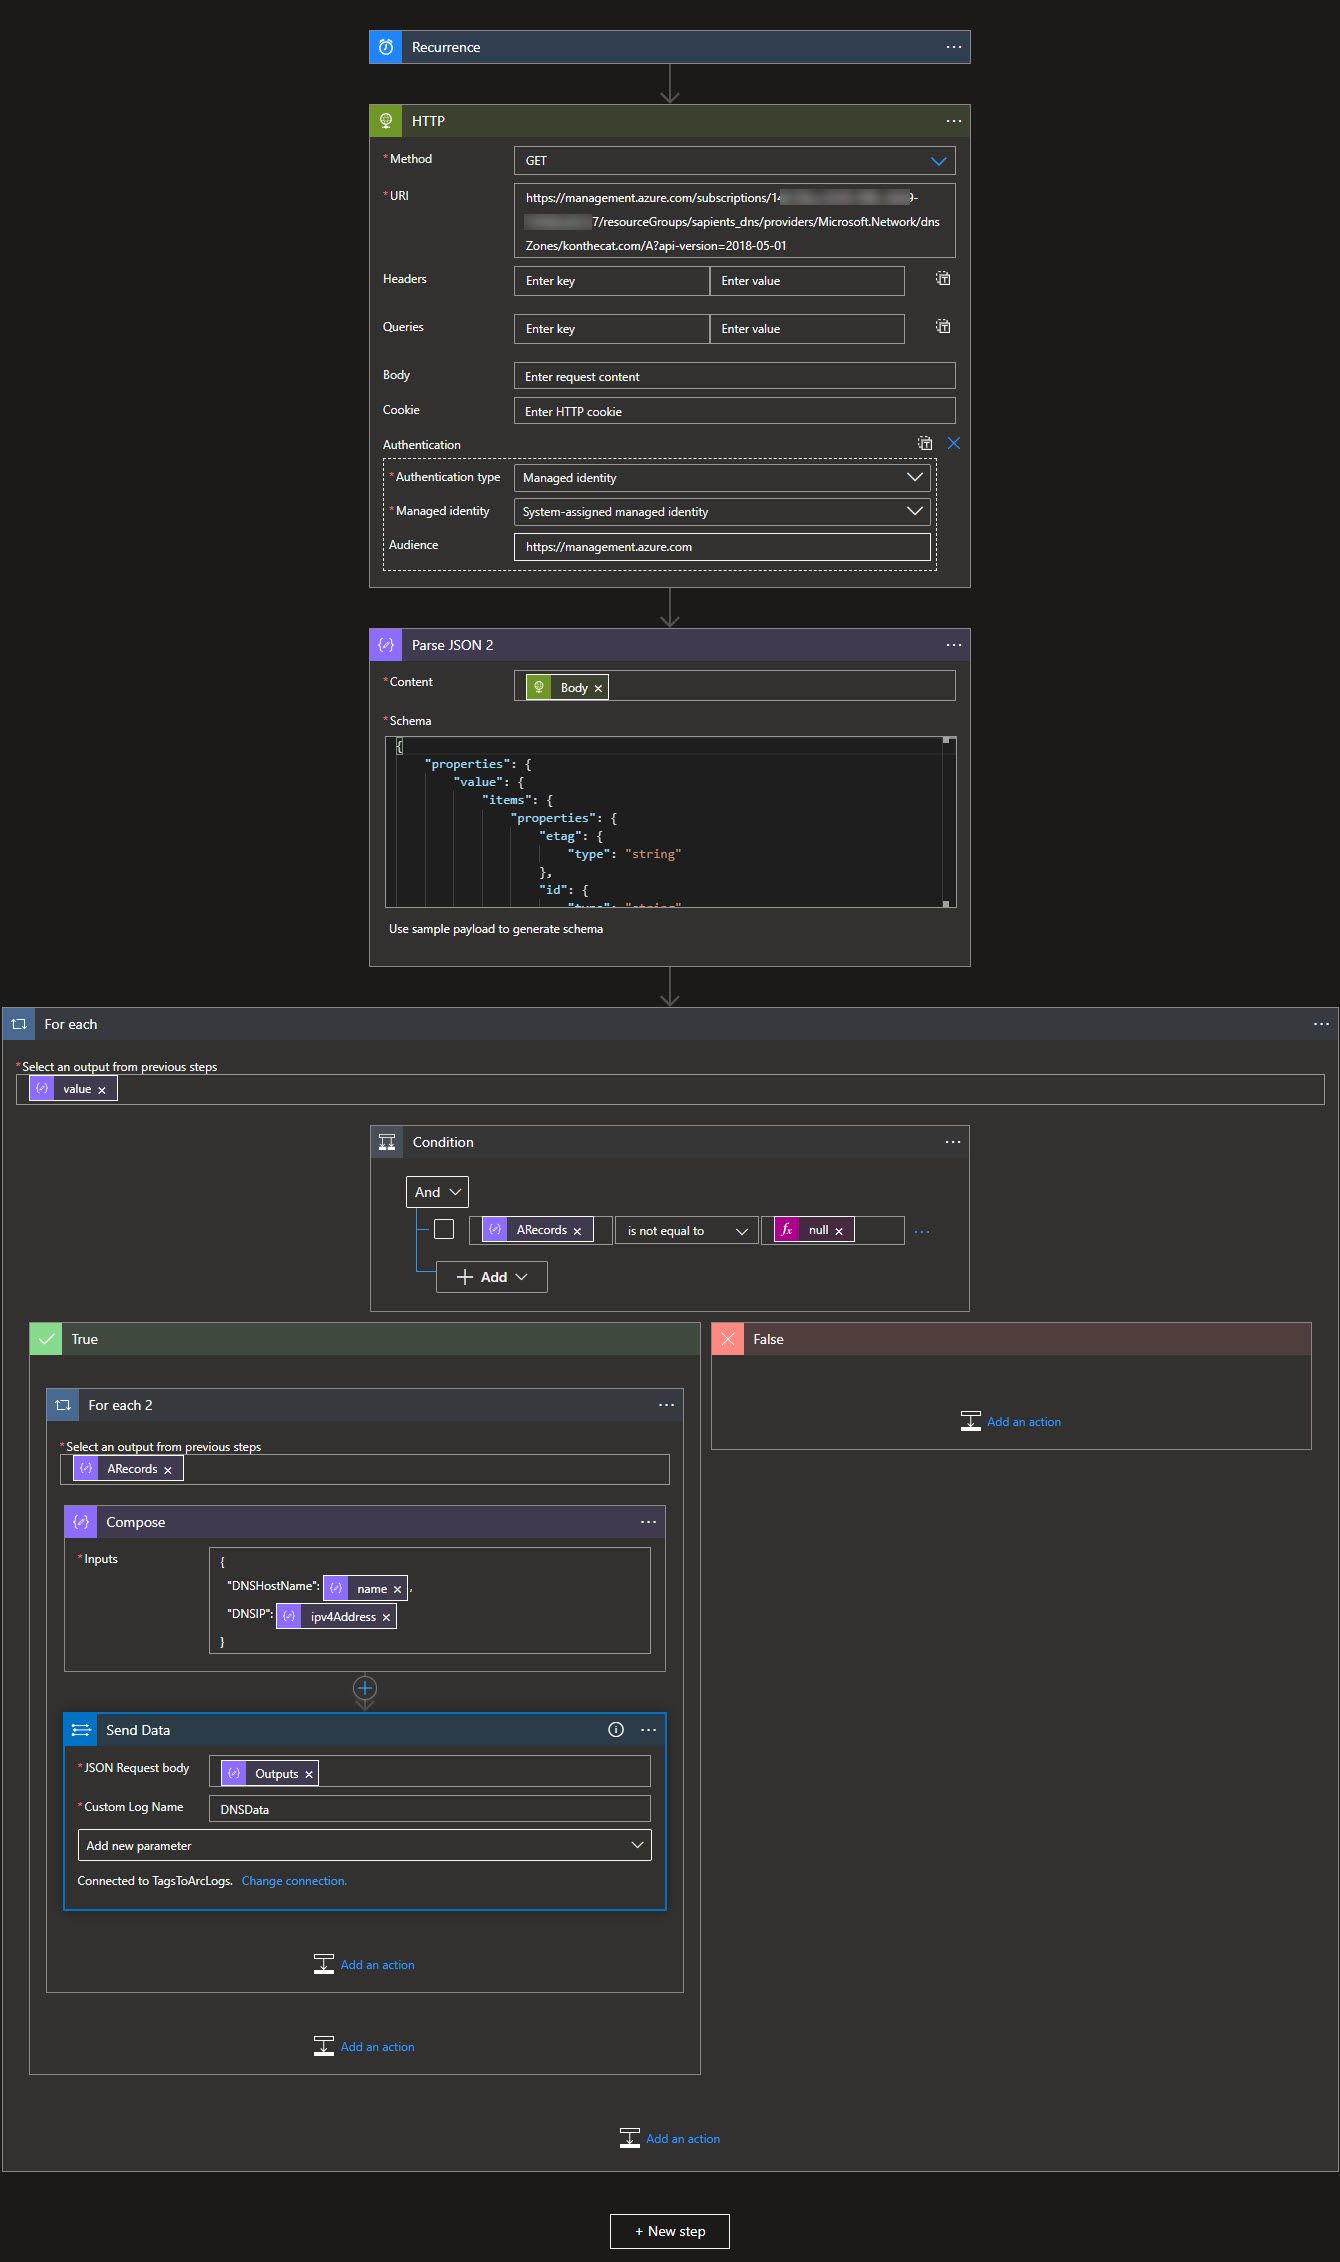 Recurrence
HTTP
* Method
GET
* URI
https://management.azure.com/subscriptions/14 9-
7/resourceGroups/sapients_dns/providers/Microsoft.Network/dns
Zones/konthecat.com/A?api-version=2018-05-01
Headers
Enter key Enter value
Queries
Enter key Enter value
Body
Enter request content
Cookie
Enter HTTP cookie
Authentication
* Authentication type Managed identity
* Managed identity System-assigned managed identity
Audience https://management.azure.com
Parse JSON 2
* Content Body ×
* Schema
{
"properties": {
"value": {
"items": {
"properties": {
"etag": {
"type": "string"
},
"id": {
"type": "string"
Use sample payload to generate schema
For each
* Select an output from previous steps
value ×
Condition
And
ARecords × is not equal to fx null ×
+ Add
True
False
Add an action
For each 2
* Select an output from previous steps
ARecords ×
Compose
* Inputs
{
"DNSHostName": name × ,
"DNSIP": ipv4Address ×
}
Send Data
* JSON Request body Outputs ×
* Custom Log Name DNSData
Add new parameter
Connected to TagsToArcLogs. Change connection.
Add an action
Add an action
Add an action
+ New step